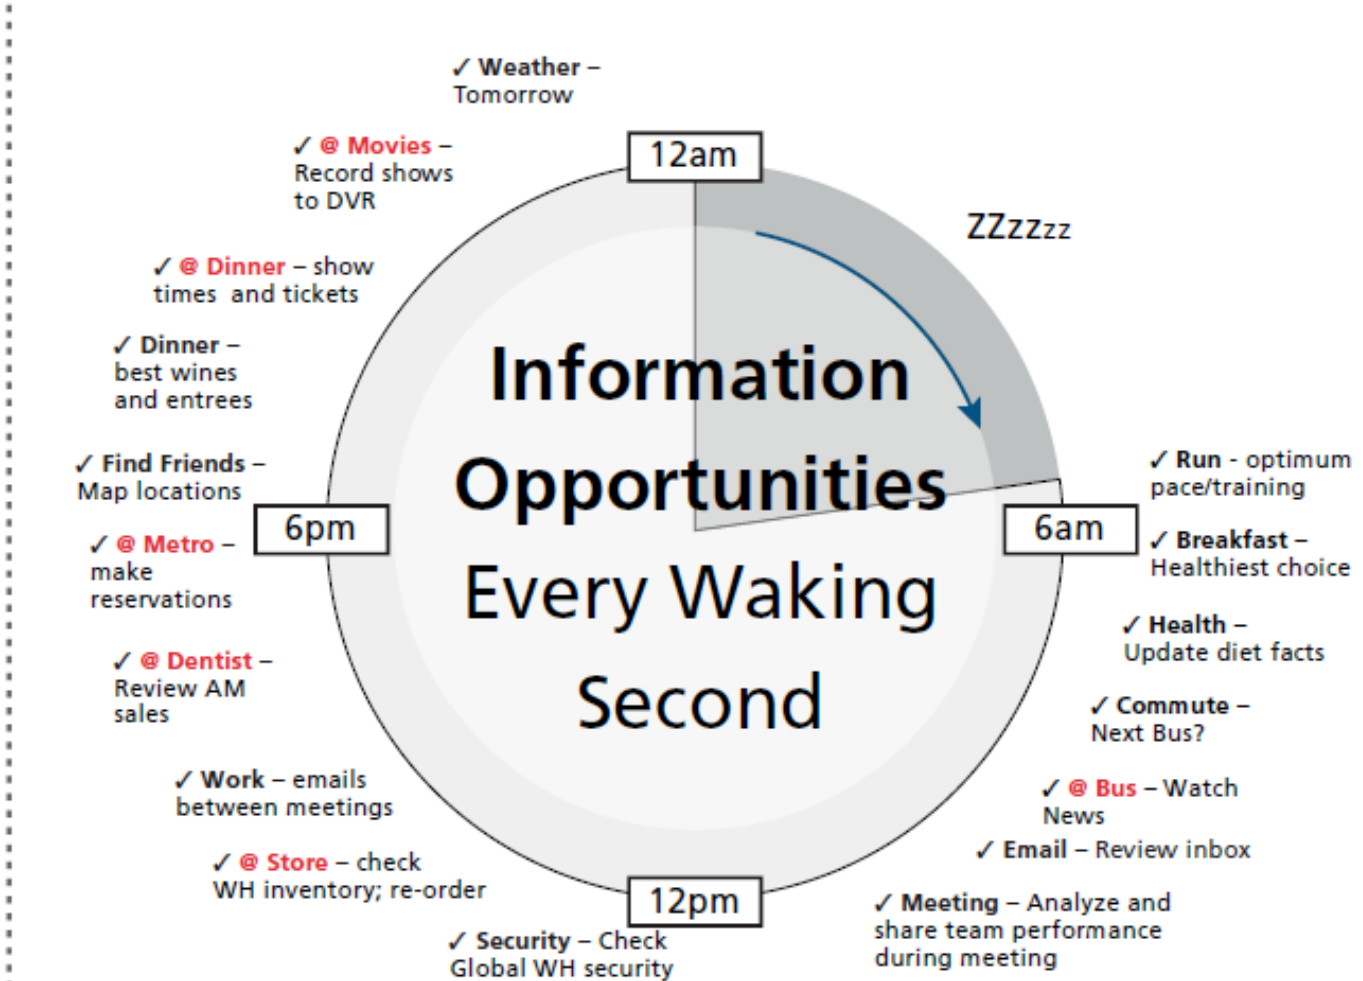 ✓ Weather –
Tomorrow
✓ @ Movies –
Record shows
to DVR
✓ @ Dinner – show
times and tickets
✓ Dinner –
best wines
and entrees
✓ Find Friends –
Map locations
✓ @ Metro –
make
reservations
✓ @ Dentist –
Review AM
sales
✓ Work – emails
between meetings
✓ @ Store – check
WH inventory; re-order
✓ Security – Check
Global WH security
12am
6pm
6am
12pm
Information
Opportunities
Every Waking
Second
ZZzzzz
✓ Run - optimum
pace/training
✓ Breakfast –
Healthiest choice
✓ Health –
Update diet facts
✓ Commute –
Next Bus?
✓ @ Bus – Watch
News
✓ Email – Review inbox
✓ Meeting – Analyze and
share team performance
during meeting